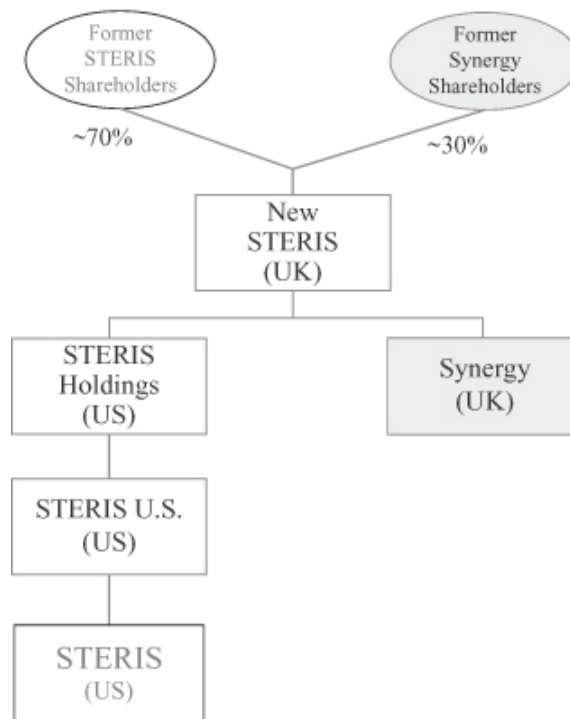 Former
STERIS
Shareholders
Former
Synergy
Shareholders
~70%
~30%
New
STERIS
(UK)
STERIS
Holdings
(US)
Synergy
(UK)
STERIS U.S.
(US)
STERIS
(US)